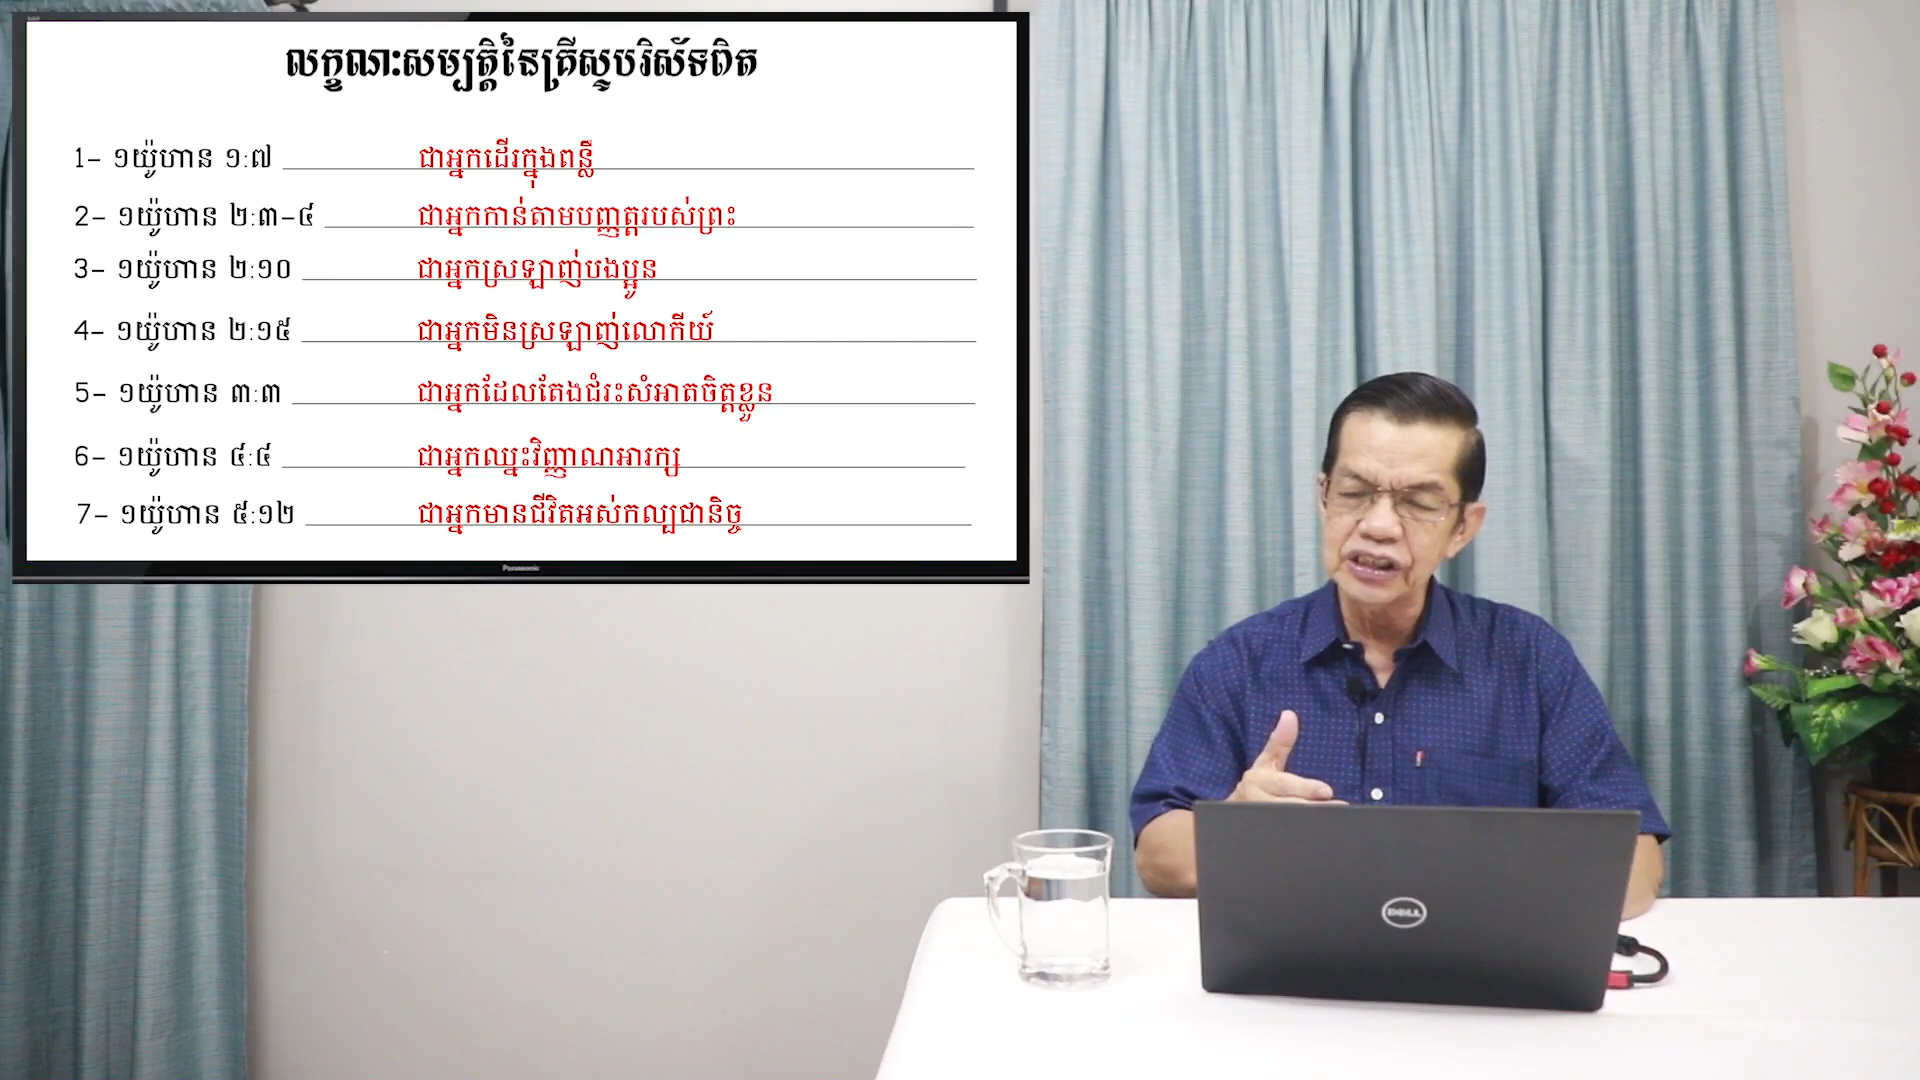 លក្ខណៈសម្បត្តិនៃគ្រីស្ទបរិស័ទពិត
1- ១យ៉ូហាន ១:៧ ជាអ្នកដើរក្នុងពន្លឺ
2- ១យ៉ូហាន ២:៣-៤ ជាអ្នកកាន់តាមបញ្ញត្តរបស់ព្រះ
3- ១យ៉ូហាន ២:១០ ជាអ្នកស្រឡាញ់បងប្អូន
4- ១យ៉ូហាន ២:១៥ ជាអ្នកមិនស្រឡាញ់លោកីយ៍
5- ១យ៉ូហាន ៣:៣ ជាអ្នកដែលតែងជំរះសំអាតចិត្តខ្លួន
6- ១យ៉ូហាន ៤:៤ ជាអ្នកឈ្នះវិញ្ញាណអារក្ស
7- ១យ៉ូហាន ៥:១២ ជាអ្នកមានជីវិតអស់កល្បជានិច្ច
Panasonic
DELL